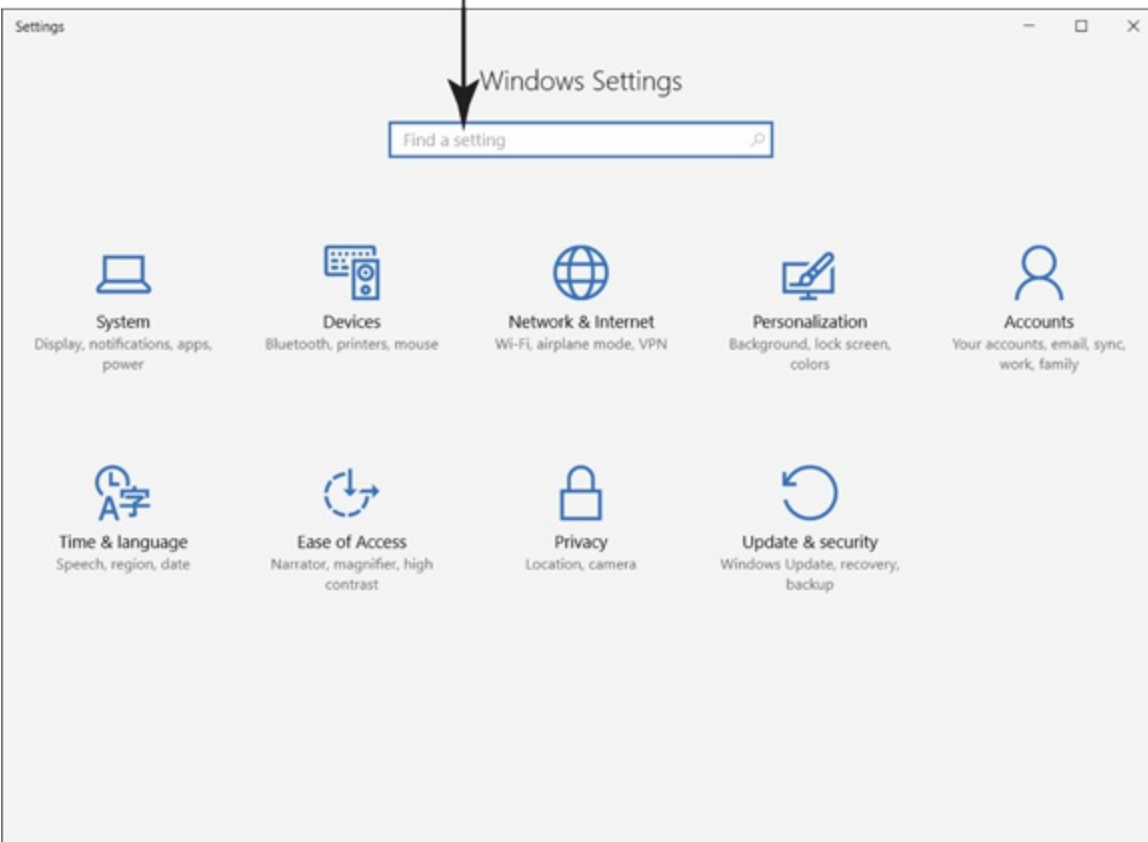 Settings
Windows Settings
Find a setting
System
Display, notifications, apps,
power
Devices
Bluetooth, printers, mouse
Network & Internet
Wi-Fi, airplane mode, VPN
Personalization
Background, lock screen,
colors
Accounts
Your accounts, email, sync,
work, family
A字
Time & language
Speech, region, date
Ease of Access
Narrator, magnifier, high
contrast
Privacy
Location, camera
Update & security
Windows Update, recovery,
backup